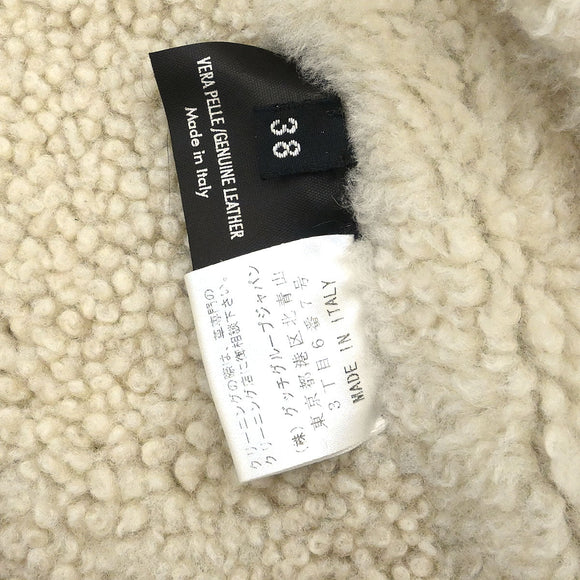 VERA PELLE/GENUINE LEATHER
Made in Italy
38
クリーニングの際は、革専門の
クリーニング店に御相談下さい。
(株) グッチグループジャパン
東京都港区北青山
3丁目6番7号
MADE IN ITALY